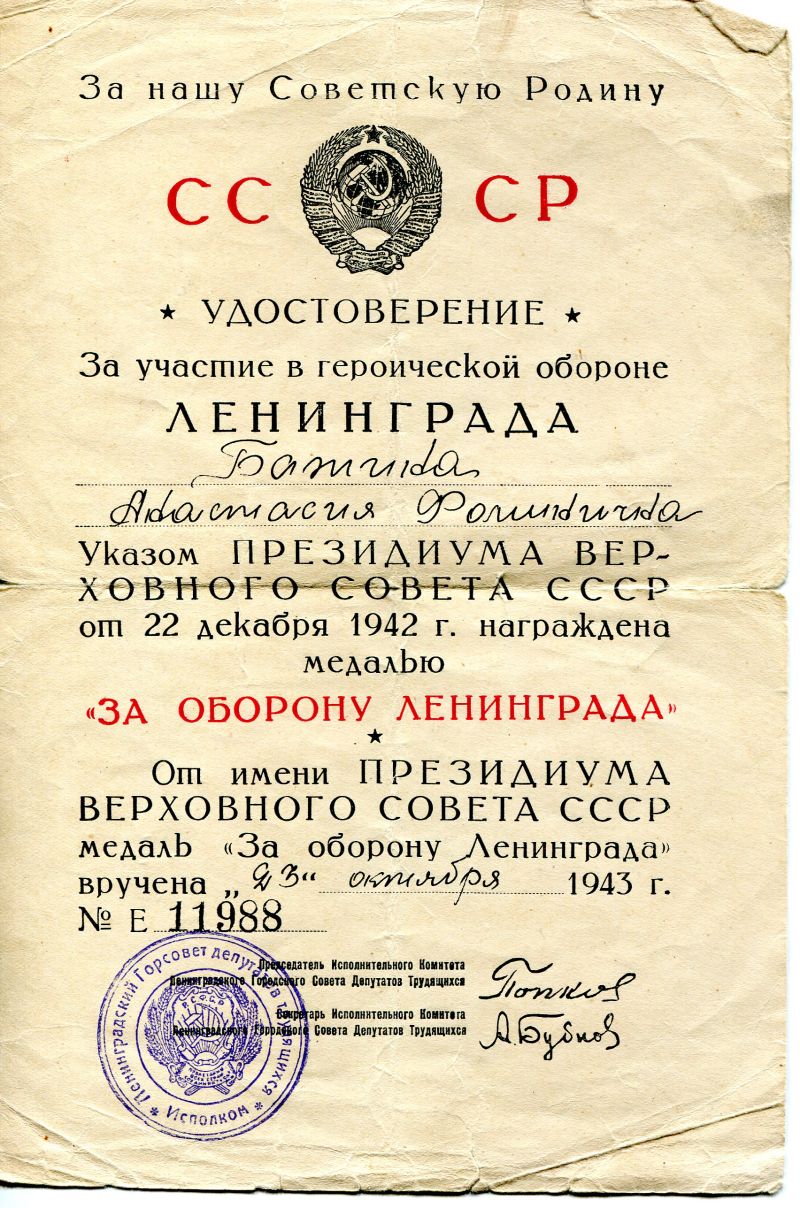 За нашу Советскую Родину
СС СР
★ УДОСТОВЕРЕНИЕ ★
За участие в героической обороне
ЛЕНИНГРАДА
Анастасия
Указом ПРЕЗИДИУМА ВЕР-
ХОВНОГО СОВЕТА СССР
от 22 декабря 1942 г. награждена
медалью
«ЗА ОБОРОНУ ЛЕНИНГРАДА»
★
От имени ПРЕЗИДИУМА
ВЕРХОВНОГО СОВЕТА СССР
медаль «За оборону Ленинграда»
вручена „23“ октября 1943 г.
№ Е 11988
Председатель Исполнительного Комитета
Ленинградского Городского Совета Депутатов Трудящихся
Попков
Секретарь Исполнительного Комитета
Ленинградского Городского Совета Депутатов Трудящихся
А. Бубнов
Ленинградский Горсовет депутатов трудящихся
★ Исполком ★
РСФСР